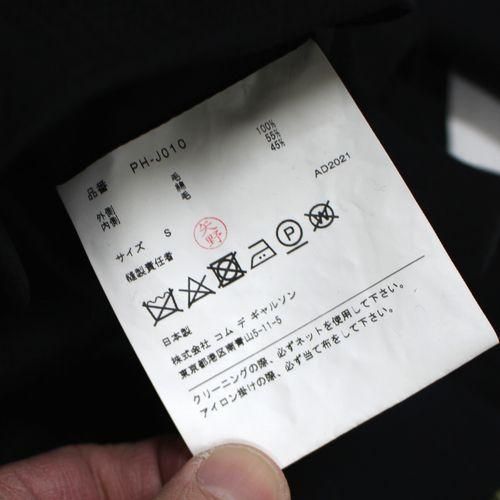 品番 PH-J010
外側 毛 100%
内側 綿 55%
毛 45%
AD2021
サイズ S
縫製責任者 矢野
P
W
日本製
株式会社 コム デ ギャルソン
東京都港区南青山5-11-5
クリーニングの際、必ずネットを使用して下さい。
アイロン掛けの際、必ず当て布をして下さい。